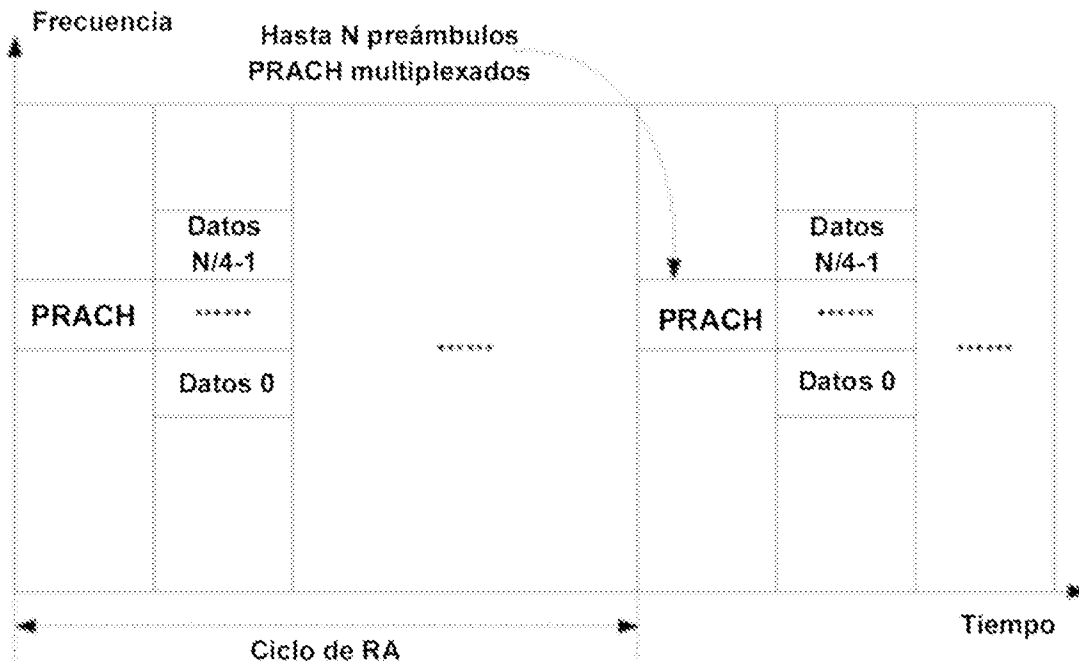 Frecuencia
Hasta N preámbulos
PRACH multiplexados
Datos
N/4-1
PRACH
******
Datos 0
******
Datos
N/4-1
PRACH
******
Datos 0
******
Tiempo
Ciclo de RA